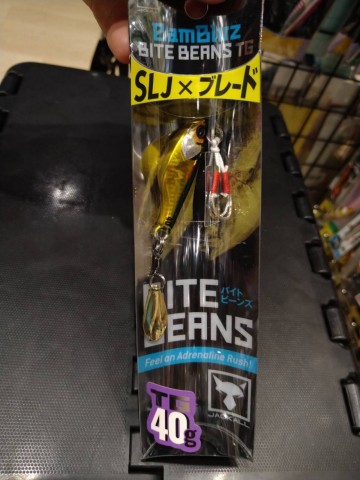 BamBluz
BITE BEANS TG
SLJ×ブレード
BITE
バイト
ビーンズ
BEANS
Feel an Adrenaline Rush!
TG
40g
JACKALL